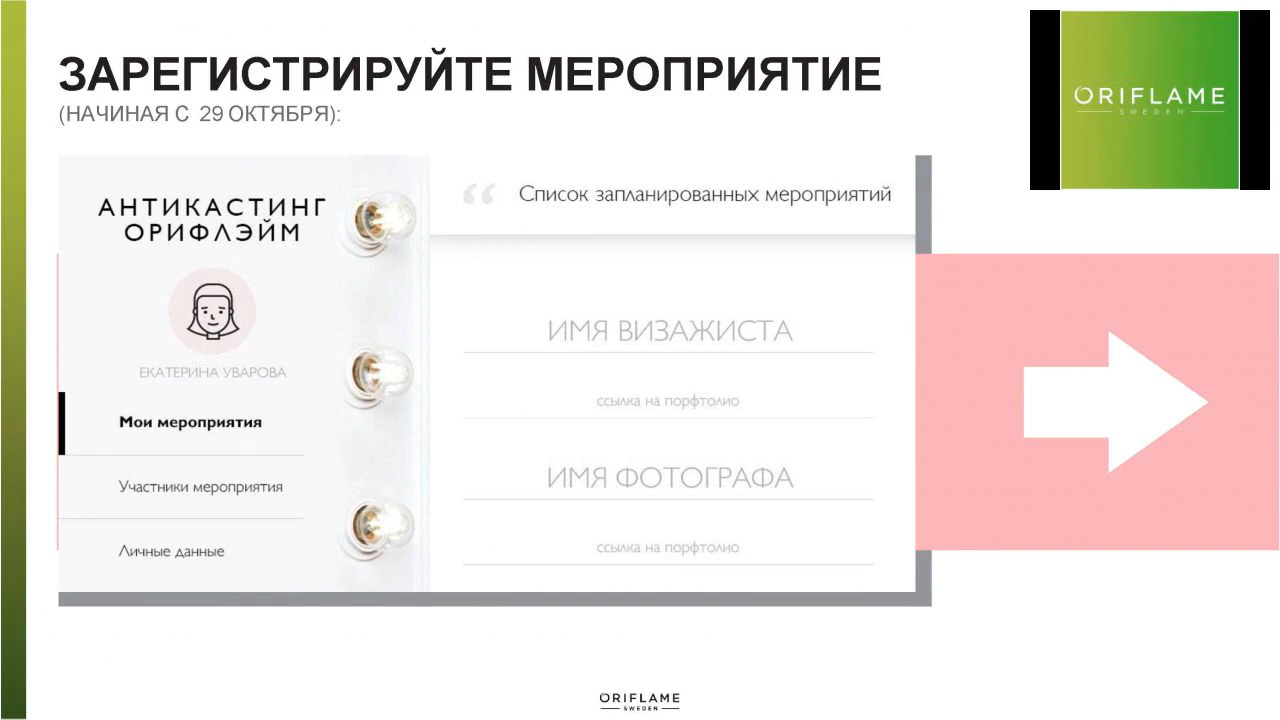 ЗАРЕГИСТРИРУЙТЕ МЕРОПРИЯТИЕ
(НАЧИНАЯ С 29 ОКТЯБРЯ):
ORIFLAME
SWEDEN
АНТИКАСТИНГ
ОРИФЛЭЙМ
ЕКАТЕРИНА УВАРОВА
Мои мероприятия
Участники мероприятия
Личные данные
“ Список запланированных мероприятий
ИМЯ ВИЗАЖИСТА
ссылка на порфтолио
ИМЯ ФОТОГРАФА
ссылка на порфтолио
ORIFLAME
SWEDEN